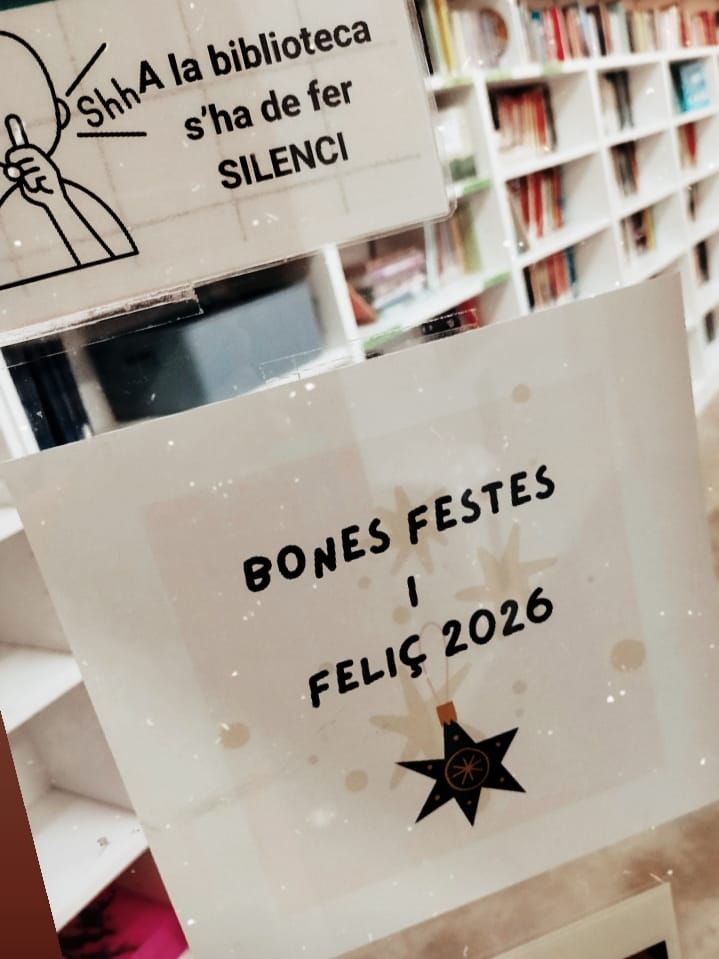 Shh
A la biblioteca
s'ha de fer
SILENCI
BONES FESTES
I
FELIÇ 2026